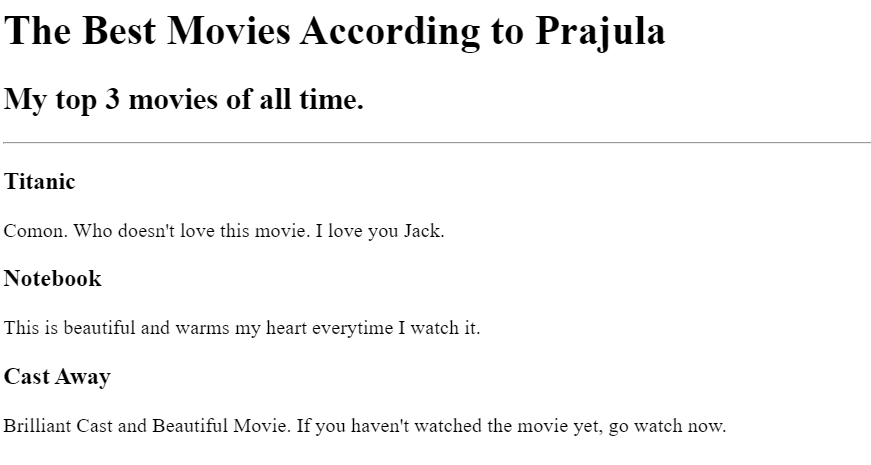 The Best Movies According to Prajula
My top 3 movies of all time.
Titanic
Comon. Who doesn't love this movie. I love you Jack.
Notebook
This is beautiful and warms my heart everytime I watch it.
Cast Away
Brilliant Cast and Beautiful Movie. If you haven't watched the movie yet, go watch now.